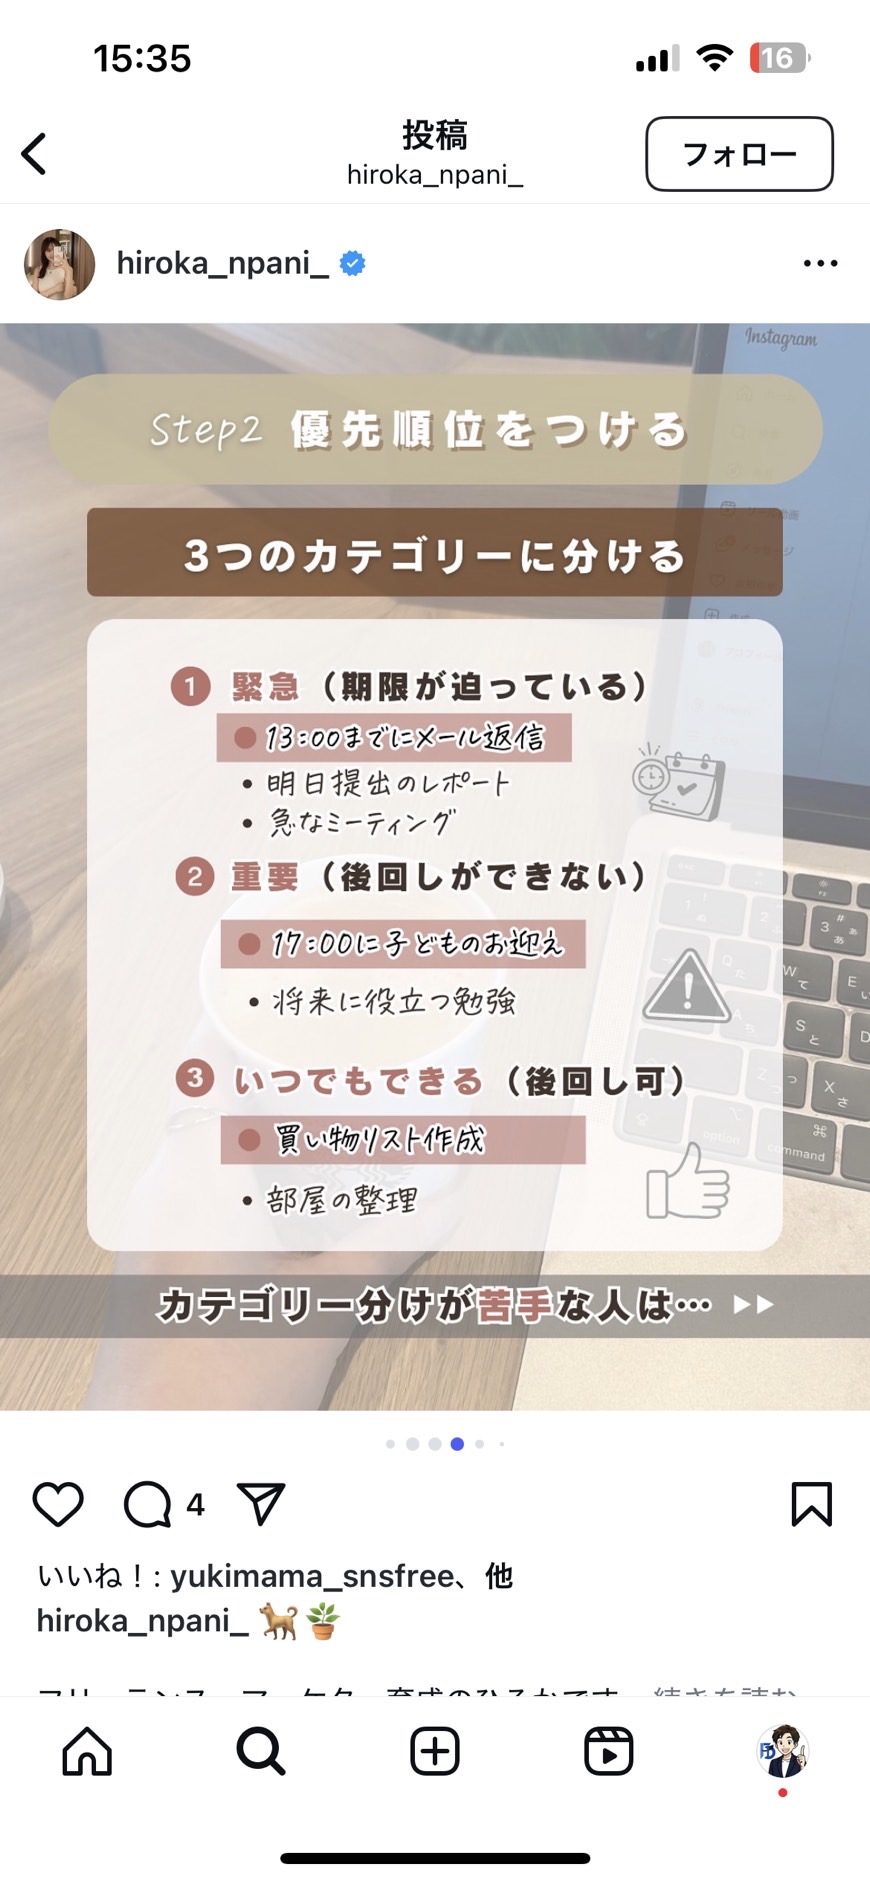 15:35
16
投稿
hiroka_npani_
フォロー
hiroka_npani_
Instagram
Step2 優先順位をつける
3つのカテゴリーに分ける
1 緊急（期限が迫っている）
● 13:00までにメール返信
• 明日提出のレポート
• 急なミーティング
2 重要（後回しができない）
● 17:00に子どものお迎え
• 将来に役立つ勉強
3 いつでもできる（後回し可）
● 買い物リスト作成
• 部屋の整理
option
command
カテゴリー分けが苦手な人は… ▶▶
4
いいね！: yukimama_snsfree、他
hiroka_npani_ 🐕🪴